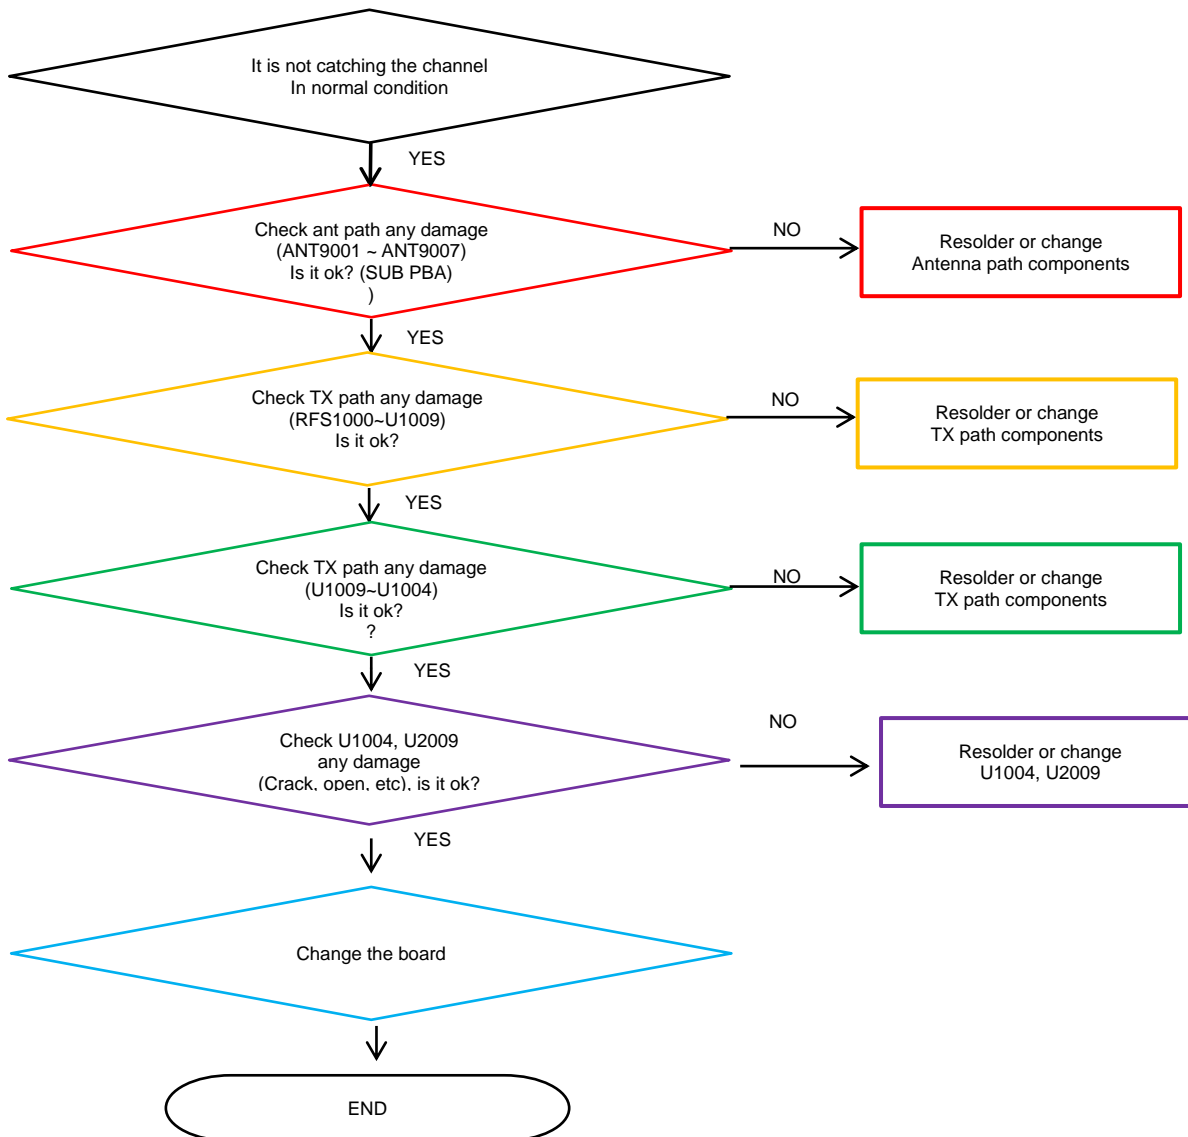 It is not catching the channel
In normal condition
YES
Check ant path any damage
(ANT9001 ~ ANT9007)
Is it ok? (SUB PBA)
)
NO
Resolder or change
Antenna path components
YES
Check TX path any damage
(RFS1000~U1009)
Is it ok?
NO
Resolder or change
TX path components
YES
Check TX path any damage
(U1009~U1004)
Is it ok?
?
NO
Resolder or change
TX path components
YES
Check U1004, U2009
any damage
(Crack, open, etc), is it ok?
NO
Resolder or change
U1004, U2009
YES
Change the board
END